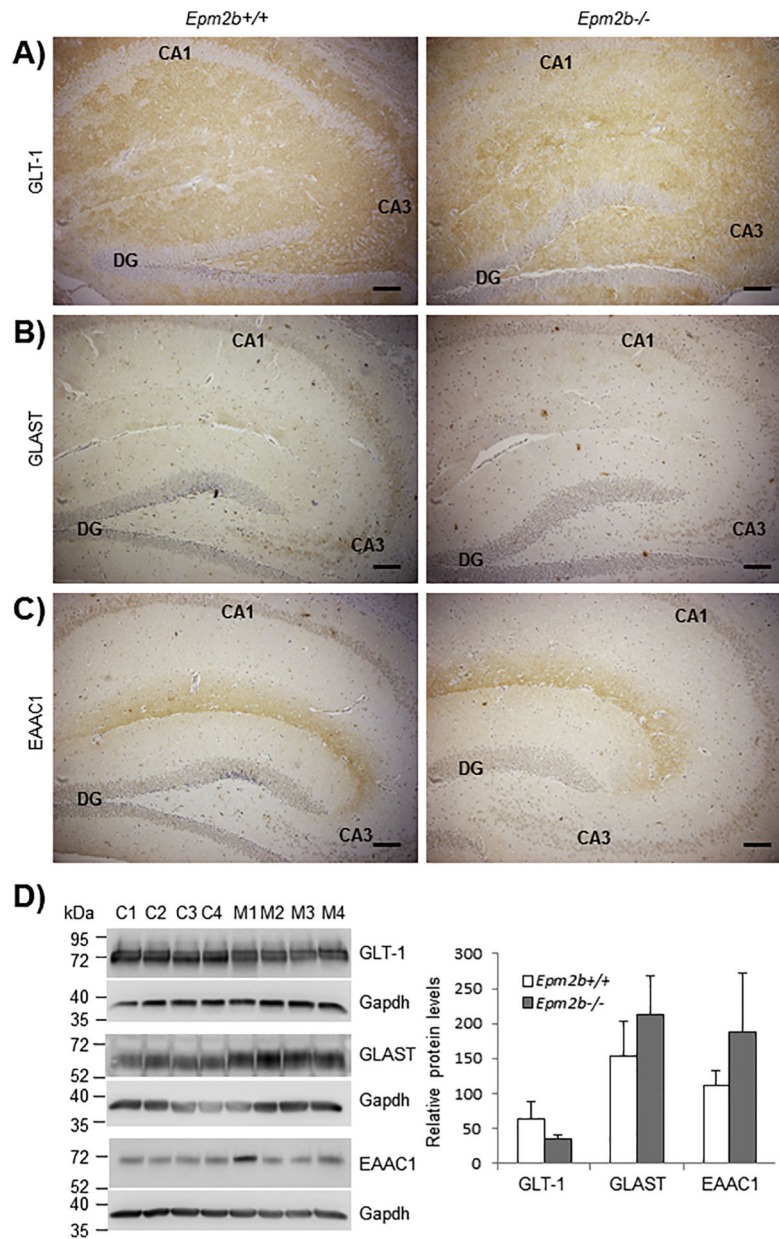 Epm2b+/+ Epm2b-/-
A)
GLT-1
CA1
CA3
DG
CA1
CA3
DG
B)
GLAST
CA1
DG
CA3
CA1
DG
CA3
C)
EAAC1
CA1
DG
CA3
CA1
DG
CA3
D)
kDa C1 C2 C3 C4 M1 M2 M3 M4
95
72
GLT-1
40
35
Gapdh
72
52
GLAST
40
35
Gapdh
72
52
EAAC1
40
35
Gapdh
Relative protein levels
300
250
200
150
100
50
0
Epm2b+/+
Epm2b-/-
GLT-1 GLAST EAAC1